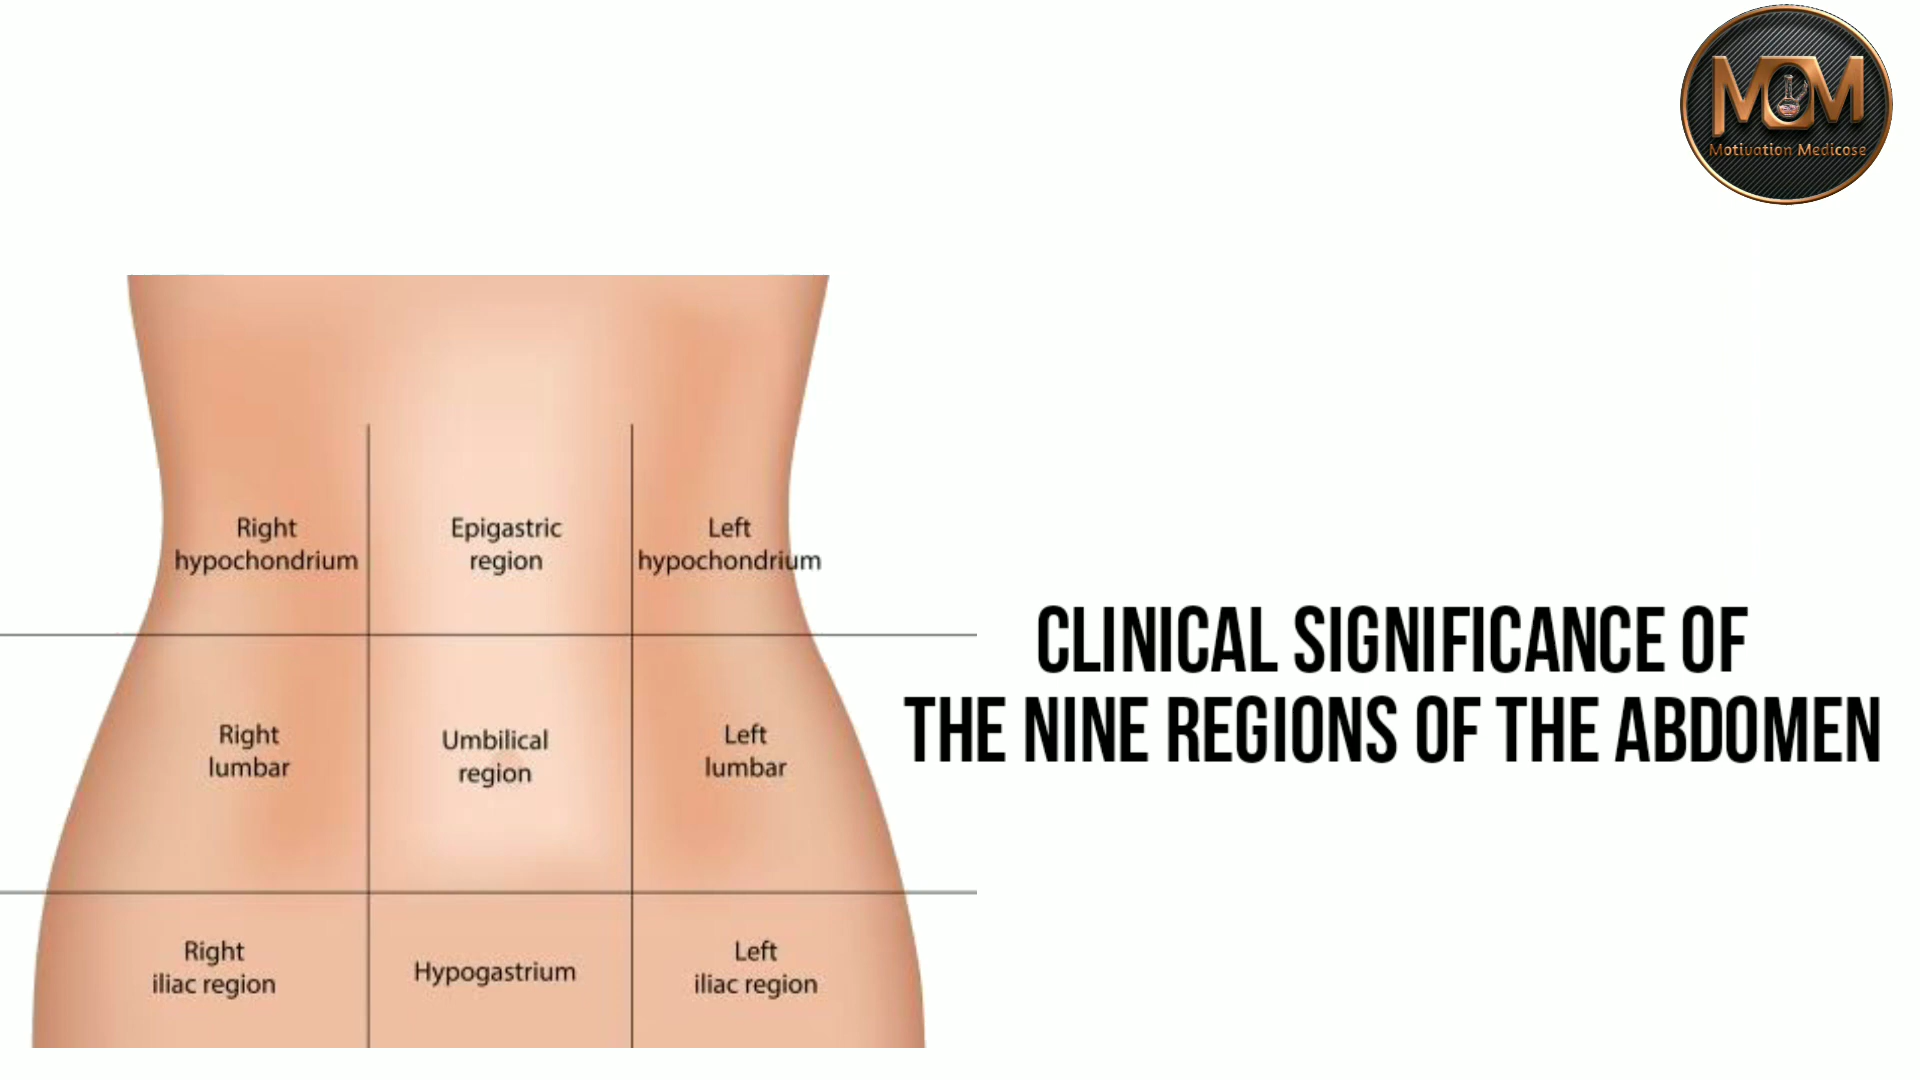 MOM
Motivation Medicose
Right
hypochondrium
Epigastric
region
Left
hypochondrium
CLINICAL SIGNIFICANCE OF
THE NINE REGIONS OF THE ABDOMEN
Right
lumbar
Umbilical
region
Left
lumbar
Right
iliac region
Hypogastrium
Left
iliac region